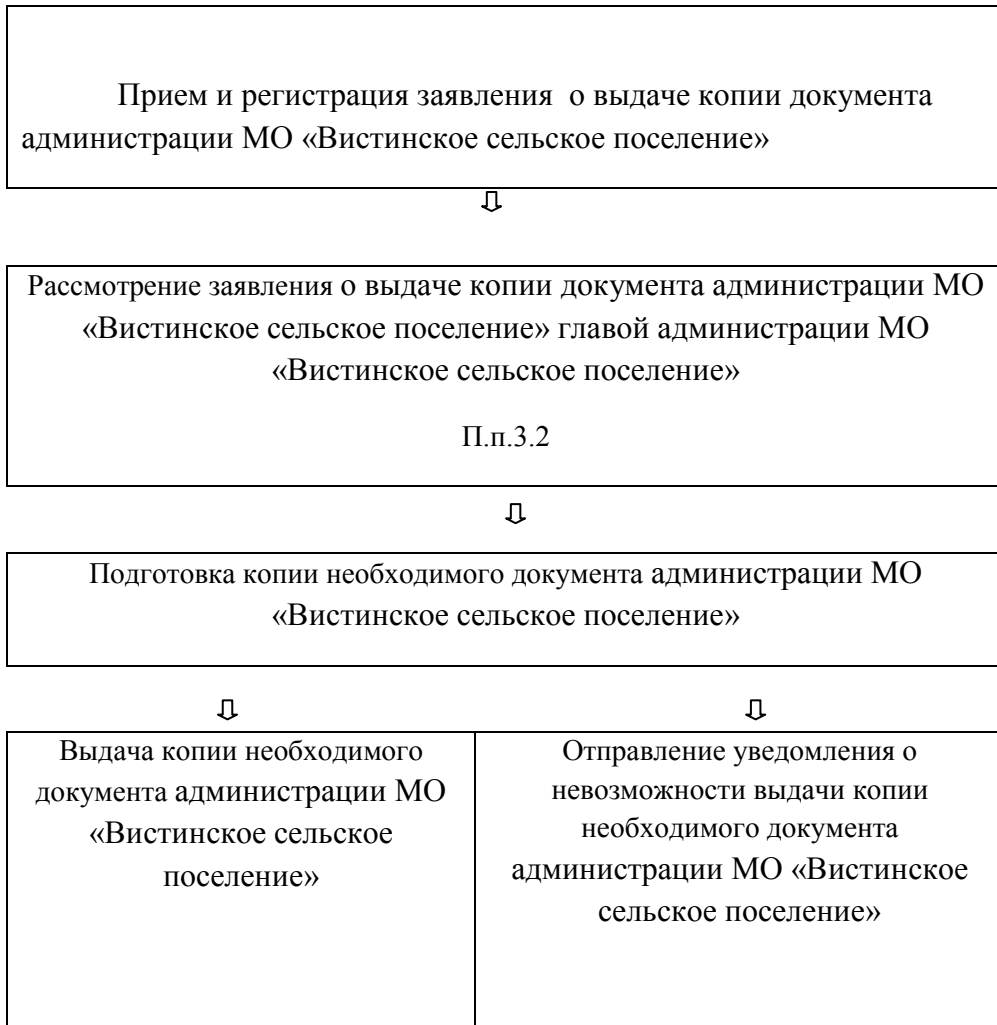 Прием и регистрация заявления о выдаче копии документа
администрации МО «Вистинское сельское поселение»
Рассмотрение заявления о выдаче копии документа администрации МО
«Вистинское сельское поселение» главой администрации МО
«Вистинское сельское поселение»
П.п.3.2
Подготовка копии необходимого документа администрации МО
«Вистинское сельское поселение»
Выдача копии необходимого
документа администрации МО
«Вистинское сельское
поселение»
Отправление уведомления о
невозможности выдачи копии
необходимого документа
администрации МО «Вистинское
сельское поселение»